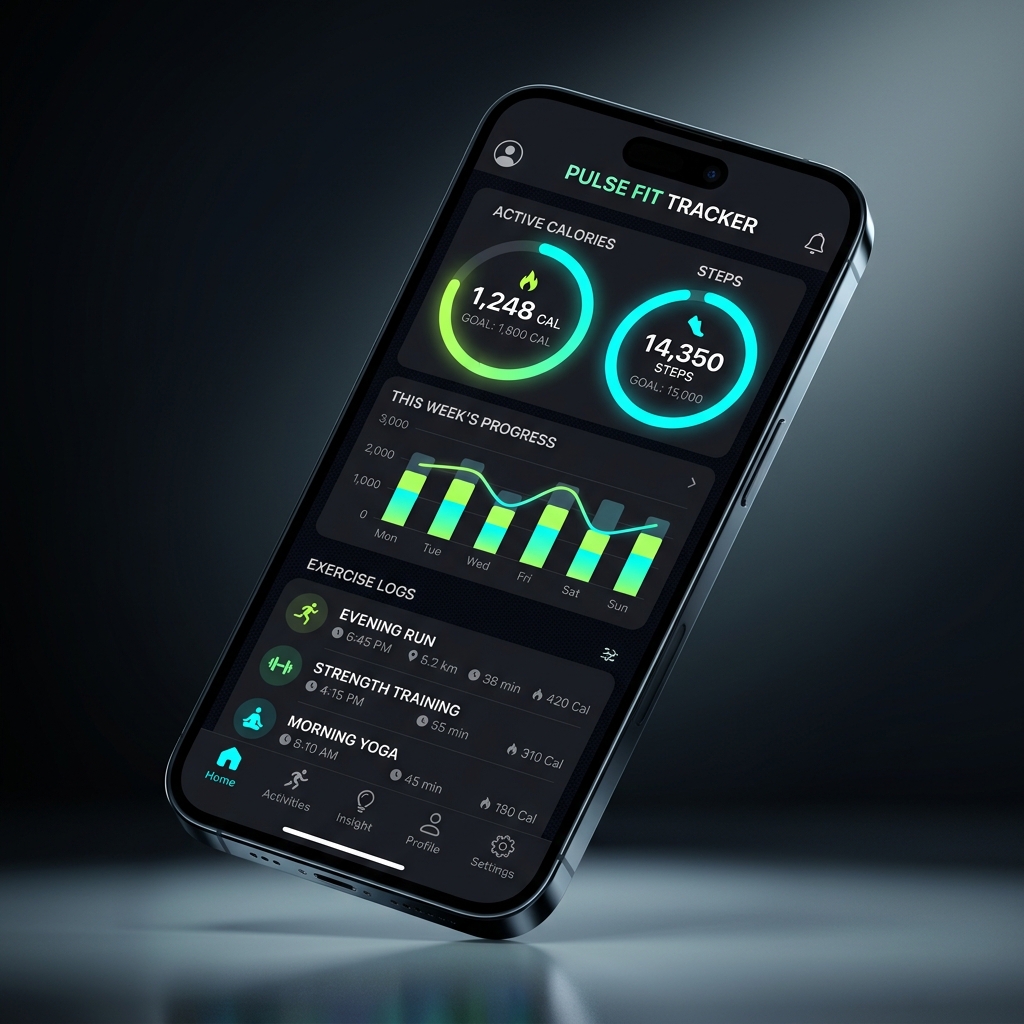 PULSE FIT TRACKER
ACTIVE CALORIES
1,248 CAL
GOAL: 1,800 CAL
STEPS
14,350
STEPS
GOAL: 15,000
THIS WEEK'S PROGRESS
3,000
2,000
1,000
0
Mon Tue Wed Fri Sat Sun
EXERCISE LOGS
EVENING RUN
6:45 PM 5.2 km 38 min 420 Cal
STRENGTH TRAINING
4:15 PM 55 min 310 Cal
MORNING YOGA
8:10 AM 45 min 180 Cal
Home Activities Insight Profile Settings